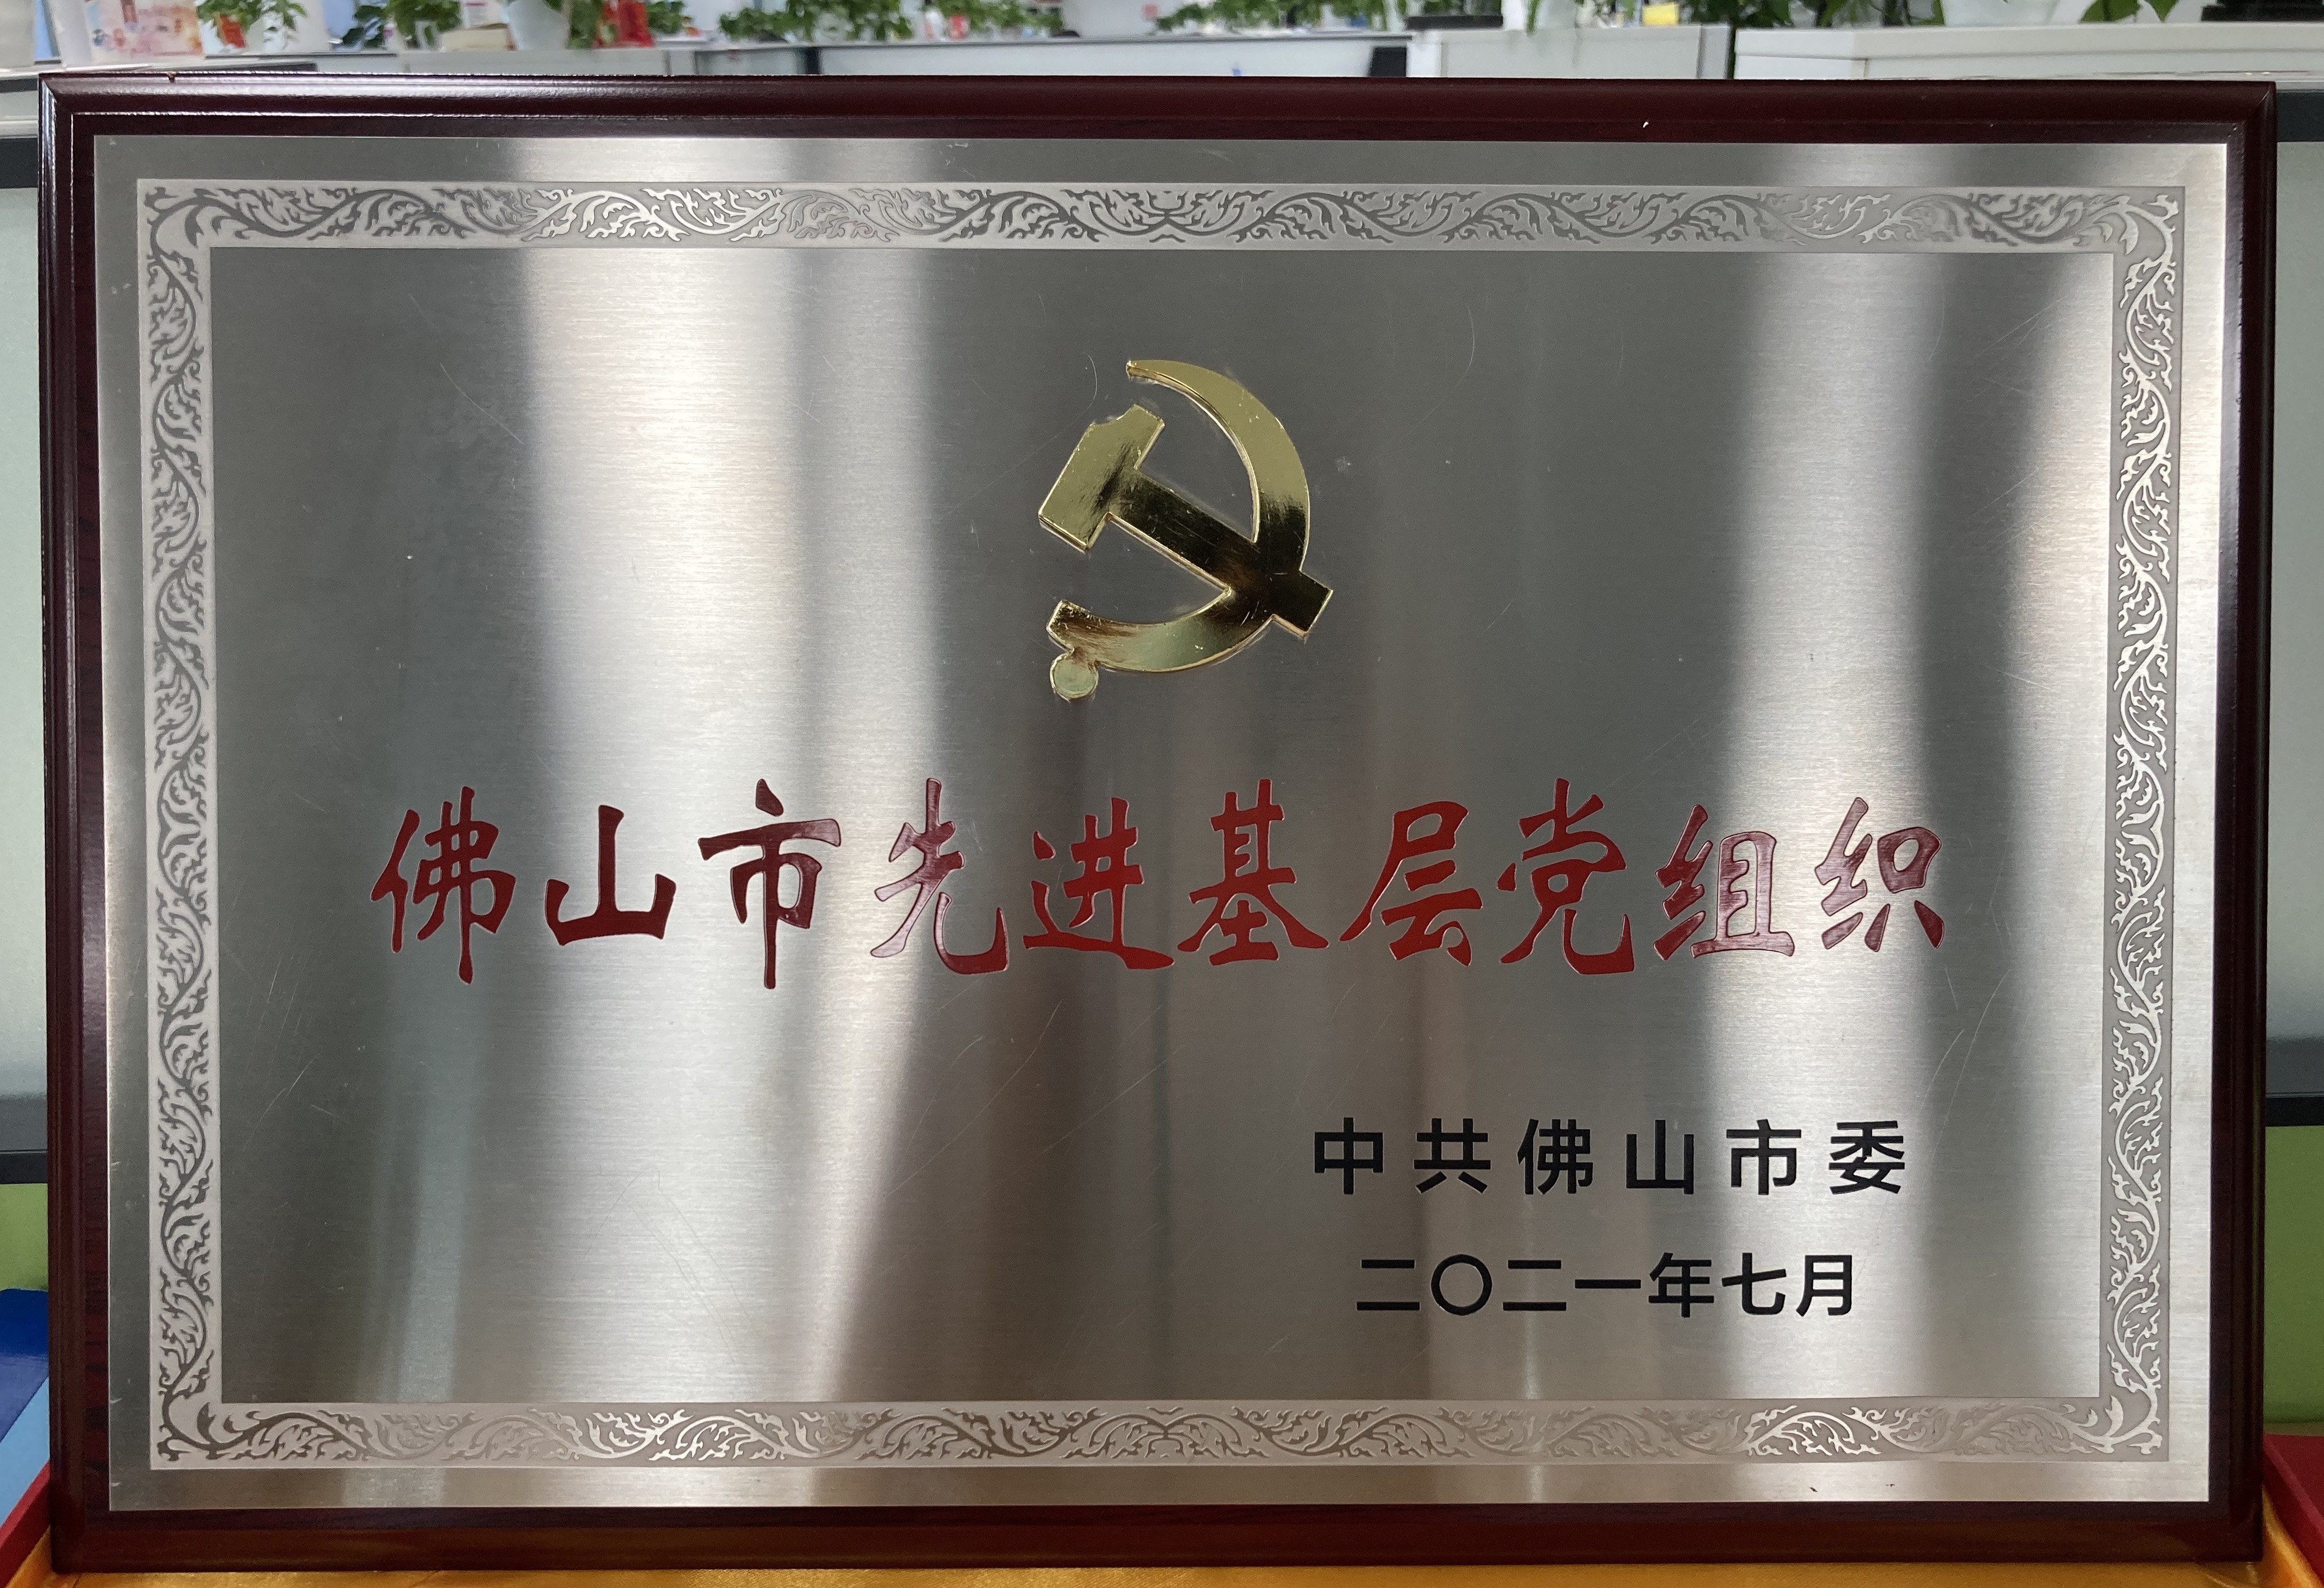 佛山市先进基层党组织
中共佛山市委
二〇二一年七月